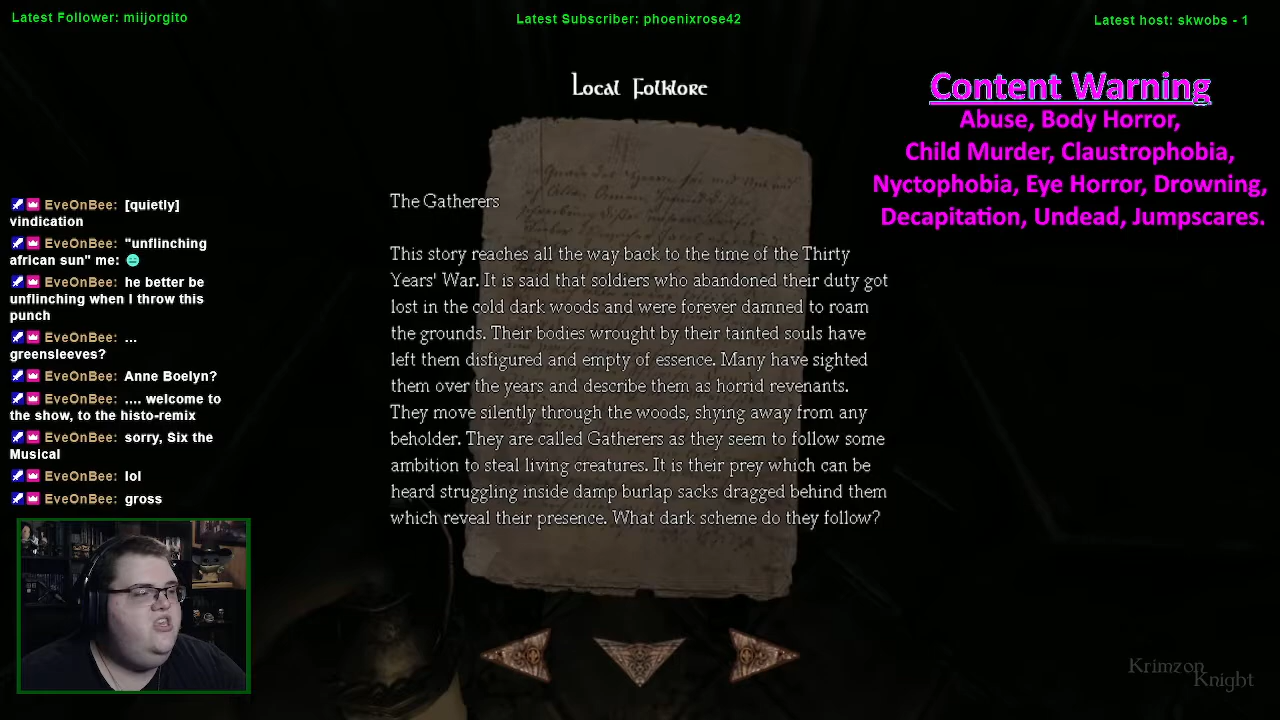 Latest Follower: miijorgito
Latest Subscriber: phoenixrose42
Latest host: skwobs - 1
Local Folklore
Content Warning
Abuse, Body Horror,
Child Murder, Claustrophobia,
Nyctophobia, Eye Horror, Drowning,
Decapitation, Undead, Jumpscares.
EveOnBee: [quietly]
vindication
EveOnBee: "unflinching
african sun" me:
EveOnBee: he better be
unflinching when I throw this
punch
EveOnBee: ...
greensleeves?
EveOnBee: Anne Boelyn?
EveOnBee: .... welcome to
the show, to the histo-remix
EveOnBee: sorry, Six the
Musical
EveOnBee: lol
EveOnBee: gross
The Gatherers
This story reaches all the way back to the time of the Thirty
Years' War. It is said that soldiers who abandoned their duty got
lost in the cold dark woods and were forever damned to roam
the grounds. Their bodies wrought by their tainted souls have
left them disfigured and empty of essence. Many have sighted
them over the years and describe them as horrid revenants.
They move silently through the woods, shying away from any
beholder. They are called Gatherers as they seem to follow some
ambition to steal living creatures. It is their prey which can be
heard struggling inside damp burlap sacks dragged behind them
which reveal their presence. What dark scheme do they follow?
Krimzon
Knight